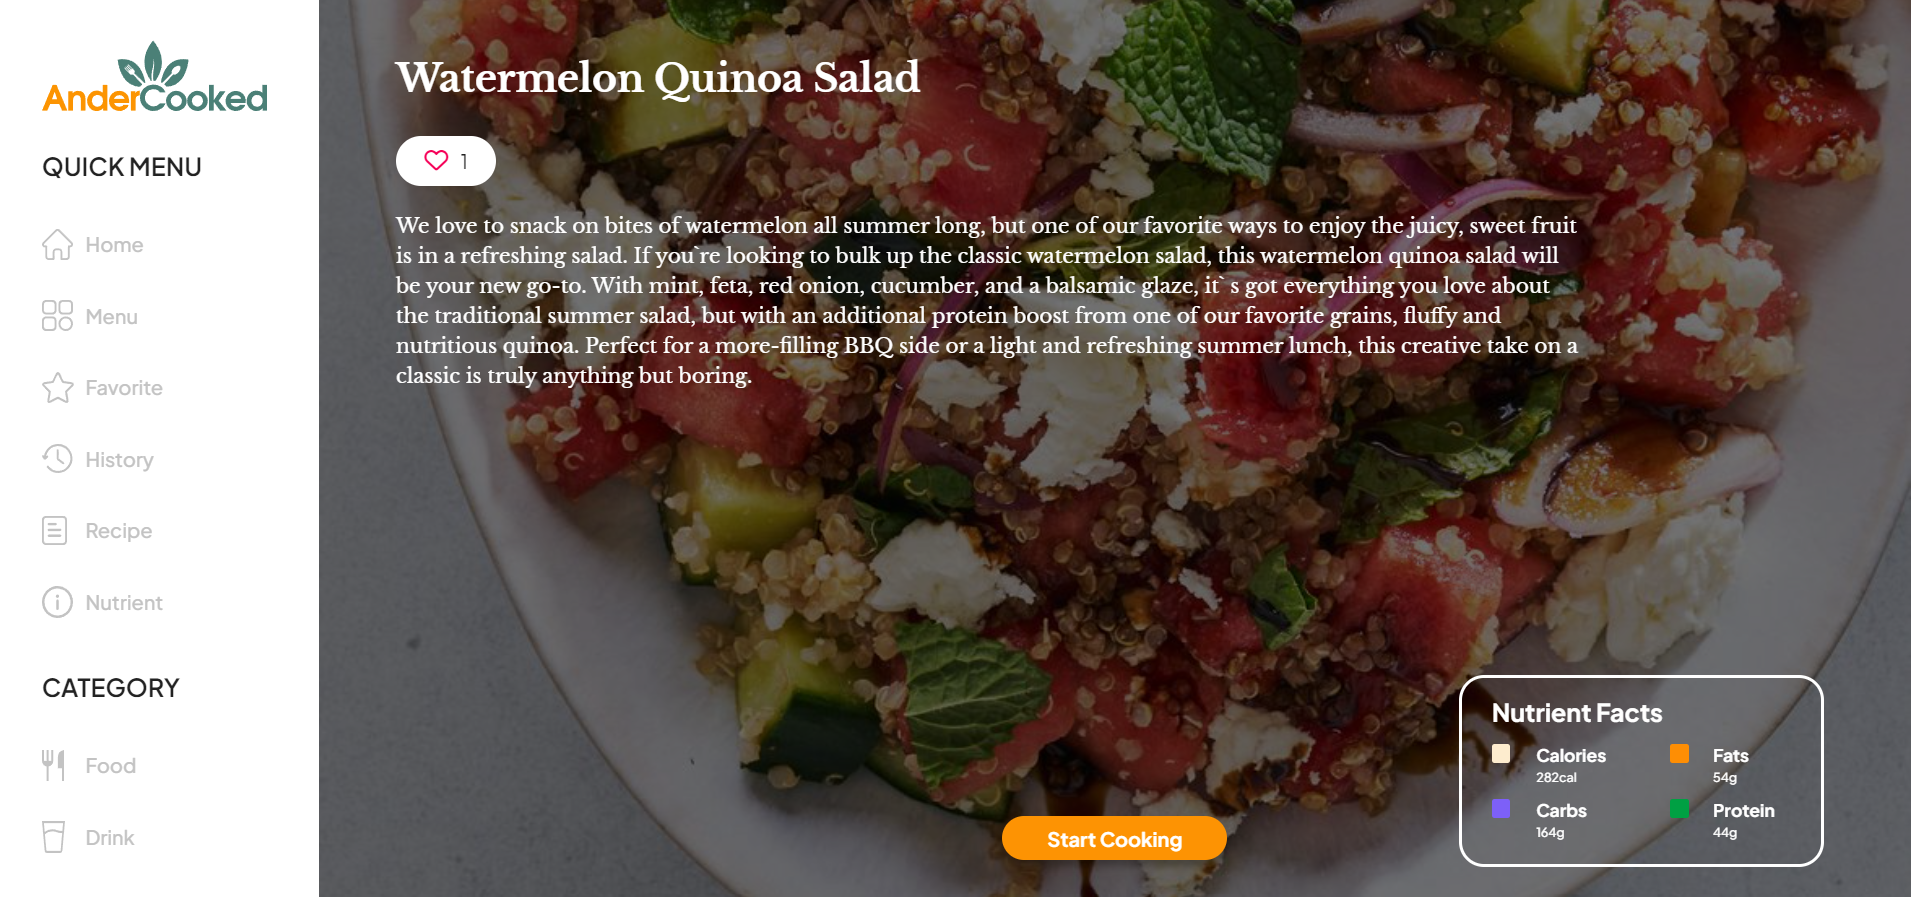 AnderCooked
QUICK MENU
Home
Menu
Favorite
History
Recipe
Nutrient
CATEGORY
Food
Drink
Watermelon Quinoa Salad
1
We love to snack on bites of watermelon all summer long, but one of our favorite ways to enjoy the juicy, sweet fruit
is in a refreshing salad. If you`re looking to bulk up the classic watermelon salad, this watermelon quinoa salad will
be your new go-to. With mint, feta, red onion, cucumber, and a balsamic glaze, it` s got everything you love about
the traditional summer salad, but with an additional protein boost from one of our favorite grains, fluffy and
nutritious quinoa. Perfect for a more-filling BBQ side or a light and refreshing summer lunch, this creative take on a
classic is truly anything but boring.
Start Cooking
Nutrient Facts
Calories
282cal
Fats
54g
Carbs
164g
Protein
44g